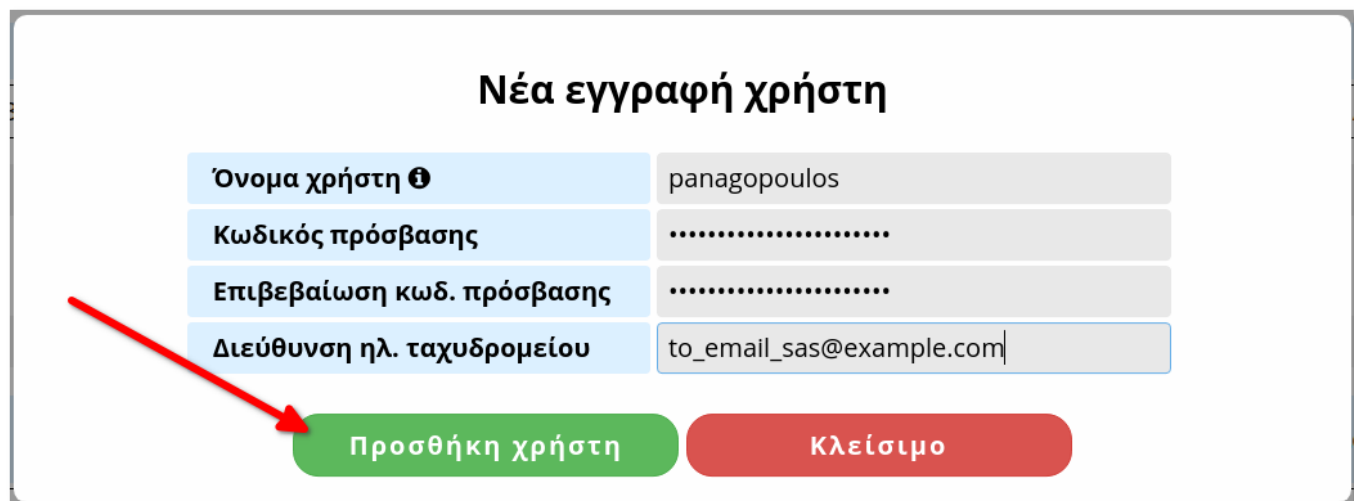 Νέα εγγραφή χρήστη
Όνομα χρήστη panagopoulos
Κωδικός πρόσβασης •••••••••••••••••••••••
Επιβεβαίωση κωδ. πρόσβασης •••••••••••••••••••••••
Διεύθυνση ηλ. ταχυδρομείου to_email_sas@example.com
Προσθήκη χρήστη Κλείσιμο